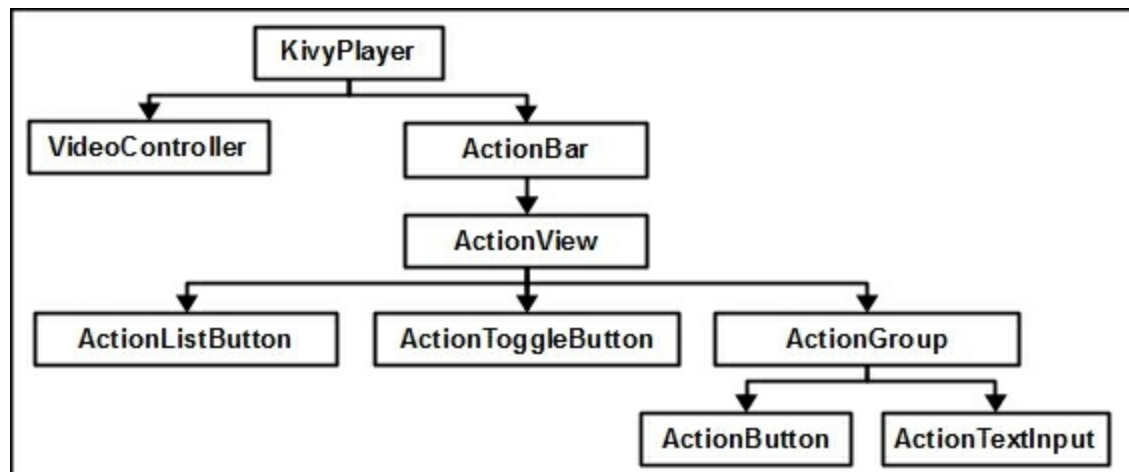 KivyPlayer
VideoController
ActionBar
ActionView
ActionListButton
ActionToggleButton
ActionGroup
ActionButton
ActionTextInput